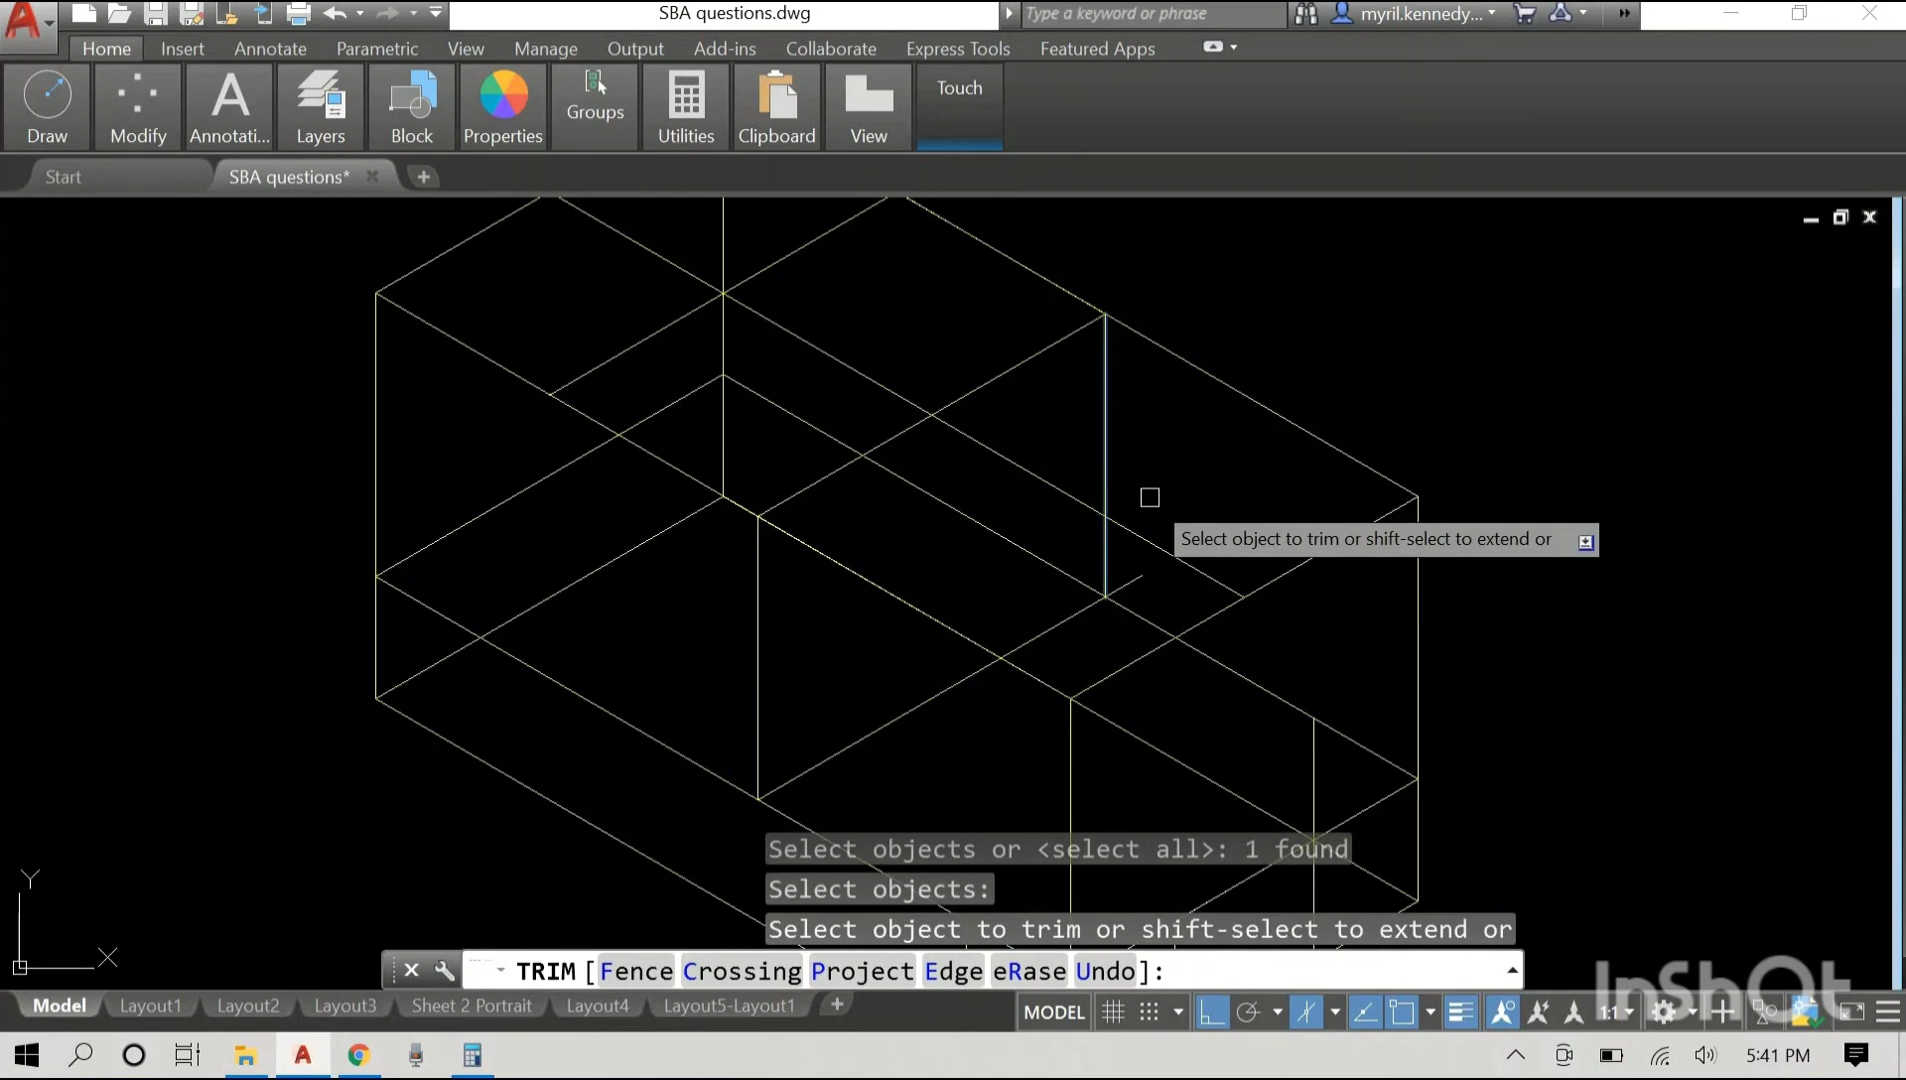 SBA questions.dwg
Type a keyword or phrase
myril.kennedy...
Home Insert Annotate Parametric View Manage Output Add-ins Collaborate Express Tools Featured Apps
Draw Modify Annotati... Layers Block Properties Groups Utilities Clipboard View Touch
Start
SBA questions*
Select object to trim or shift-select to extend or
Select objects or <select all>: 1 found
Select objects:
Select object to trim or shift-select to extend or
TRIM [Fence Crossing Project Edge eRase Undo]:
Y
X
InShOt
Model Layout1 Layout2 Layout3 Sheet 2 Portrait Layout4 Layout5-Layout1
MODEL
1:1
5:41 PM